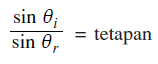 sin θᵢ / sin θᵣ = tetapan